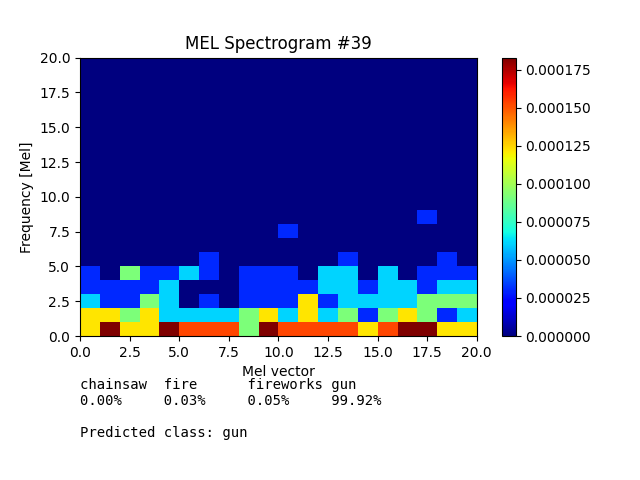 MEL Spectrogram #39
20.0
17.5
15.0
12.5
10.0
7.5
5.0
2.5
0.0
Frequency [Mel]
0.0 2.5 5.0 7.5 10.0 12.5 15.0 17.5 20.0
Mel vector
0.000175
0.000150
0.000125
0.000100
0.000075
0.000050
0.000025
0.000000
chainsaw fire fireworks gun
0.00% 0.03% 0.05% 99.92%
Predicted class: gun